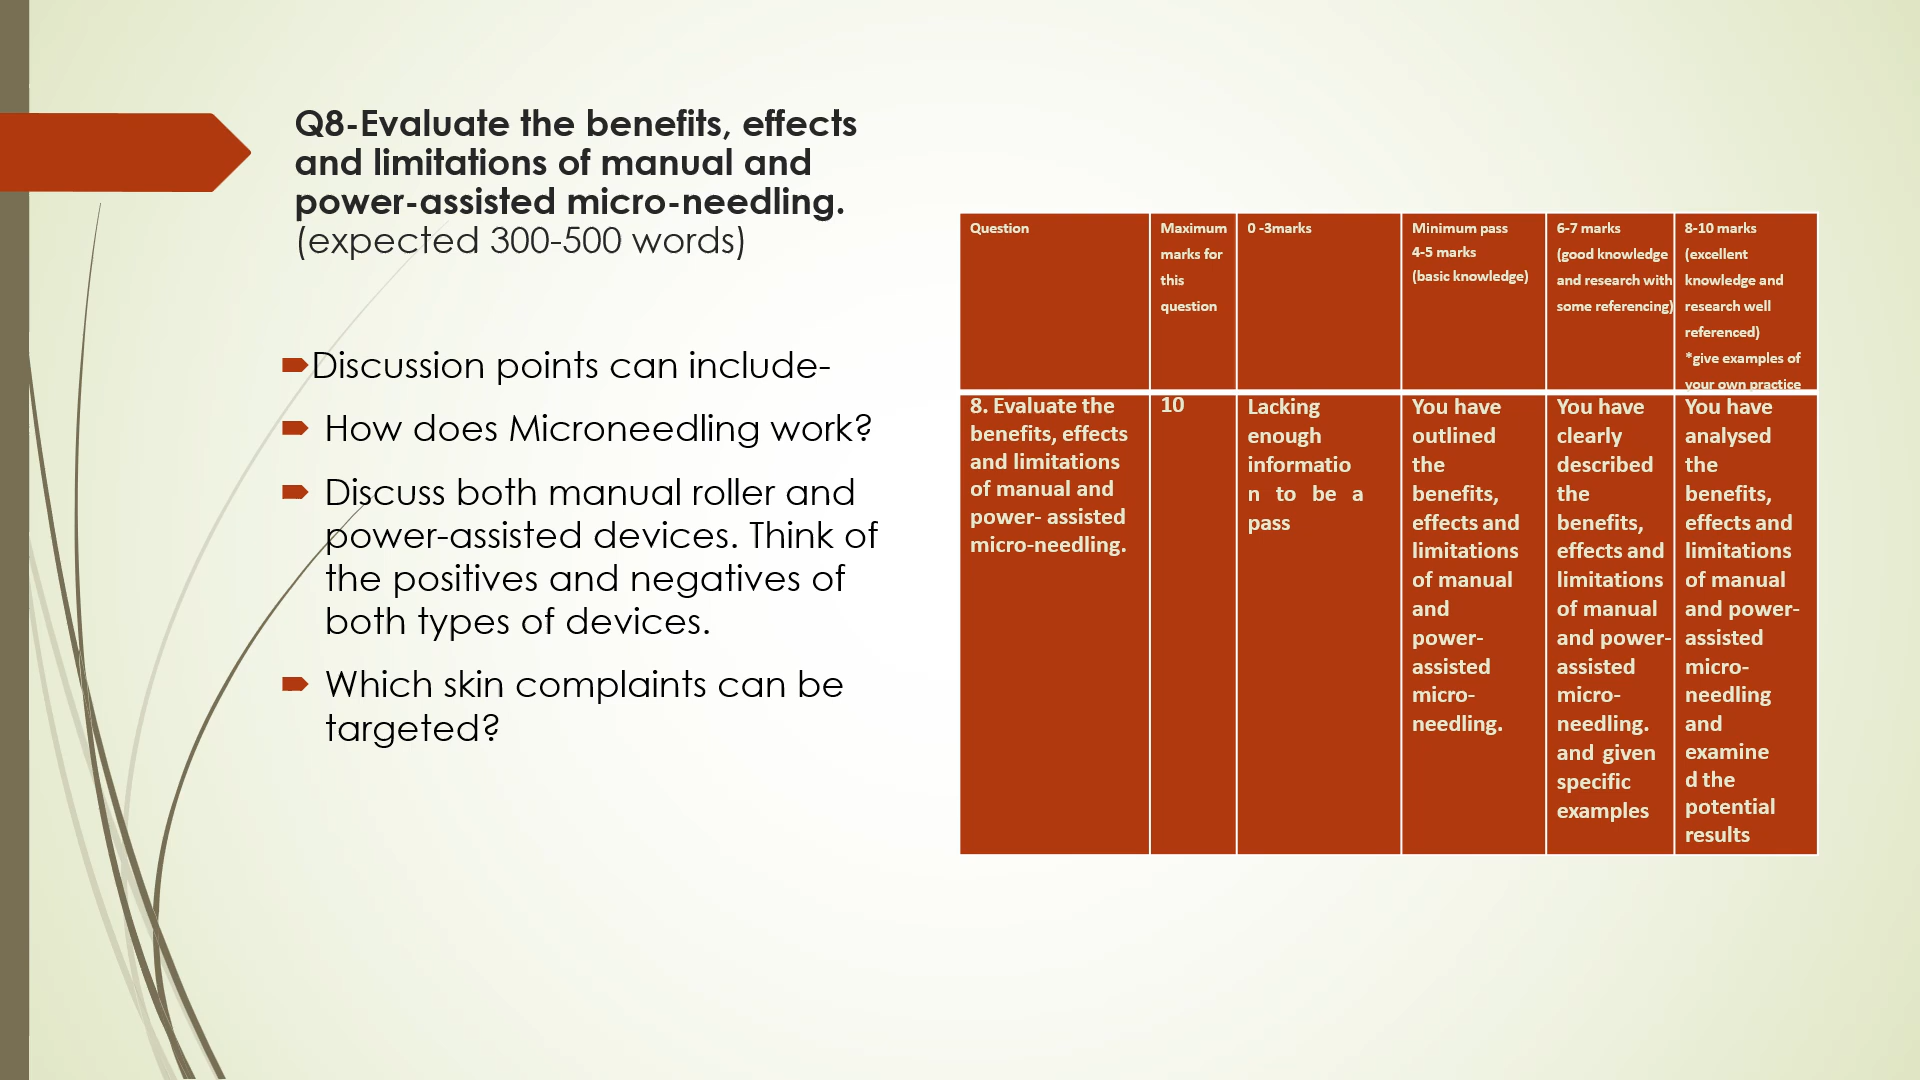 Q8-Evaluate the benefits, effects
and limitations of manual and
power-assisted micro-needling.
(expected 300-500 words)
Discussion points can include-
How does Microneedling work?
Discuss both manual roller and
power-assisted devices. Think of
the positives and negatives of
both types of devices.
Which skin complaints can be
targeted?
Question
Maximum
marks for
this
question
0 -3marks
Minimum pass
4-5 marks
(basic knowledge)
6-7 marks
(good knowledge
and research with
some referencing)
8-10 marks
(excellent
knowledge and
research well
referenced)
*give examples of
your own practice
8. Evaluate the
benefits, effects
and limitations
of manual and
power- assisted
micro-needling.
10
Lacking
enough
informatio
n to be a
pass
You have
outlined
the
benefits,
effects and
limitations
of manual
and
power-
assisted
micro-
needling.
You have
clearly
described
the
benefits,
effects and
limitations
of manual
and power-
assisted
micro-
needling.
and given
specific
examples
You have
analysed
the
benefits,
effects and
limitations
of manual
and power-
assisted
micro-
needling
and
examine
d the
potential
results